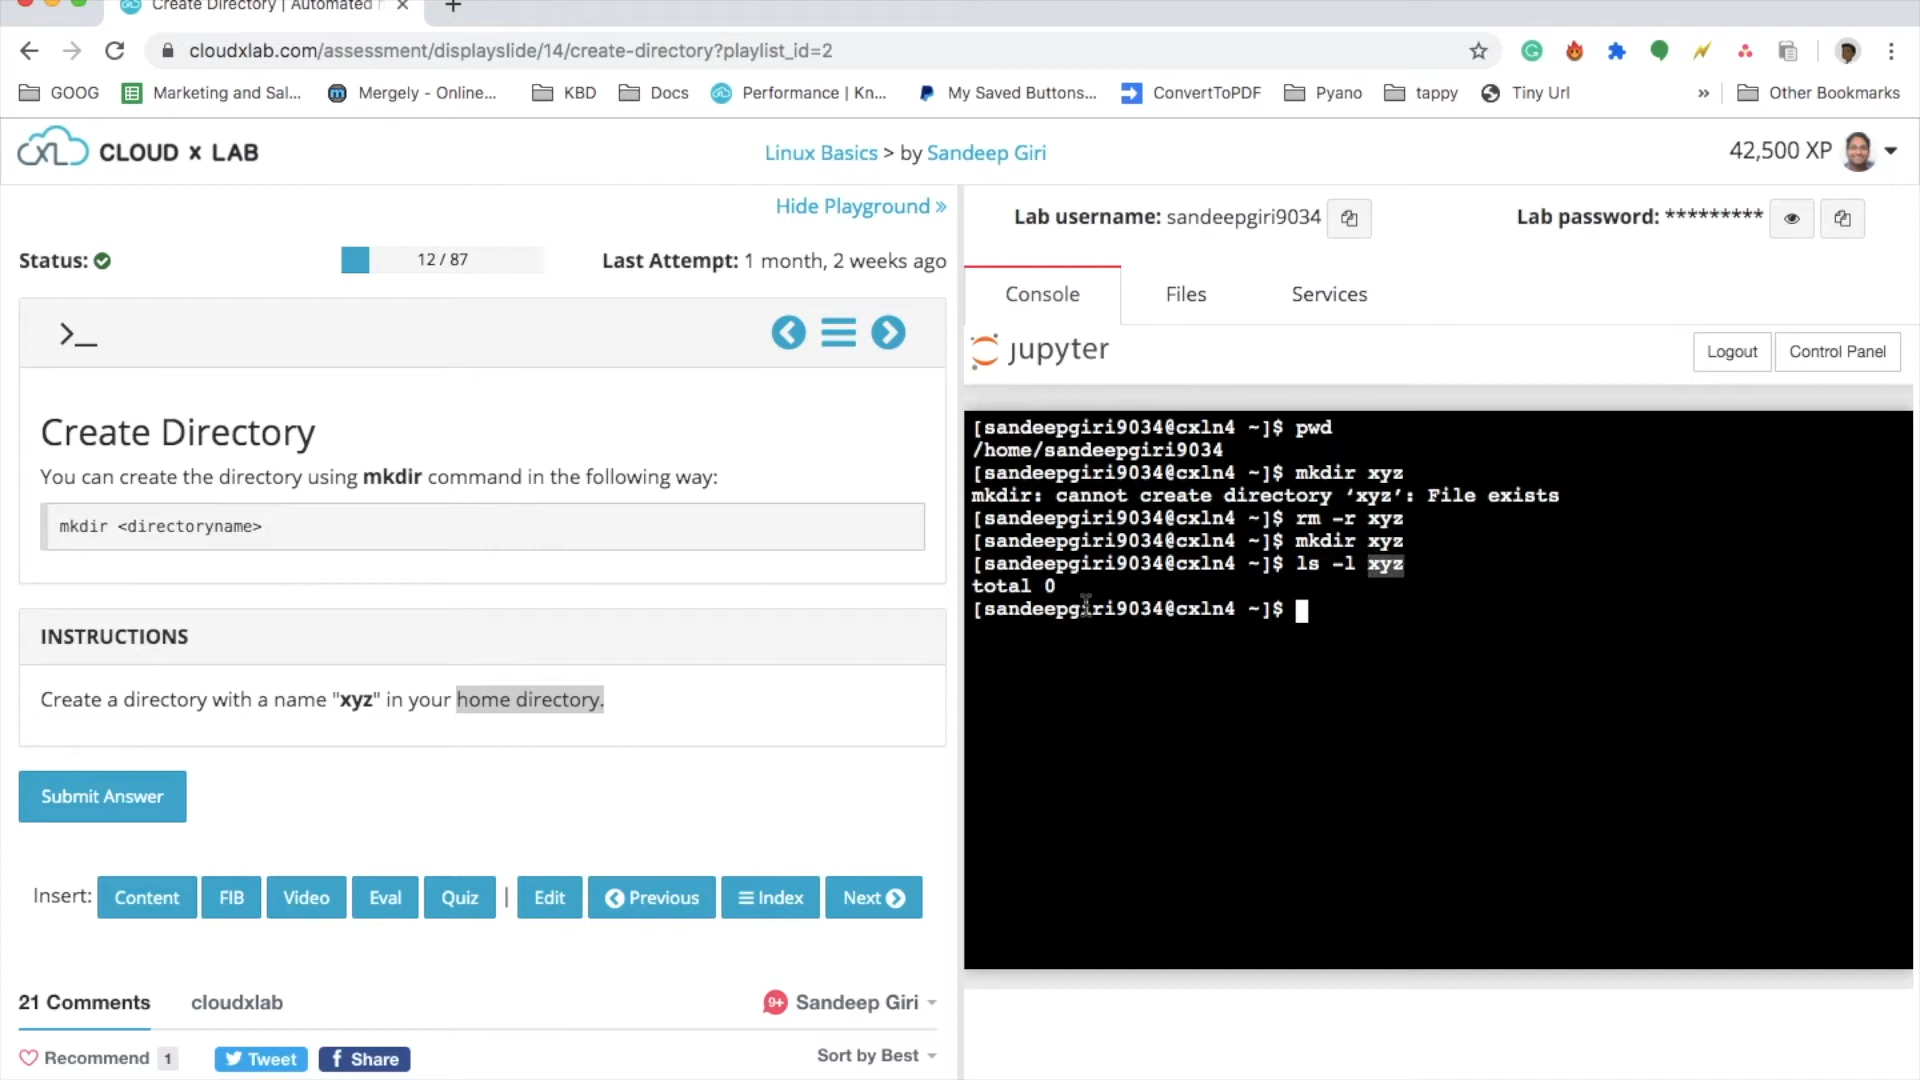 Create Directory | Automated
cloudxlab.com/assessment/displayslide/14/create-directory?playlist_id=2
GOOG
Marketing and Sal...
Mergely - Online...
KBD
Docs
Performance | Kn...
My Saved Buttons...
ConvertToPDF
Pyano
tappy
Tiny Url
»
Other Bookmarks
CLOUD x LAB
Linux Basics > by Sandeep Giri
42,500 XP
Hide Playground »
Lab username: sandeepgiri9034
Lab password: *********
Status:
12 / 87
Last Attempt: 1 month, 2 weeks ago
Console
Files
Services
>_
jupyter
Logout
Control Panel
Create Directory
You can create the directory using mkdir command in the following way:
mkdir <directoryname>
INSTRUCTIONS
Create a directory with a name "xyz" in your home directory.
Submit Answer
[sandeepgiri9034@cxln4 ~]$ pwd
/home/sandeepgiri9034
[sandeepgiri9034@cxln4 ~]$ mkdir xyz
mkdir: cannot create directory ‘xyz’: File exists
[sandeepgiri9034@cxln4 ~]$ rm -r xyz
[sandeepgiri9034@cxln4 ~]$ mkdir xyz
[sandeepgiri9034@cxln4 ~]$ ls -l xyz
total 0
[sandeepgiri9034@cxln4 ~]$
Insert: Content FIB Video Eval Quiz | Edit Previous Index Next
21 Comments
cloudxlab
9+ Sandeep Giri
Recommend 1
Tweet
f Share
Sort by Best